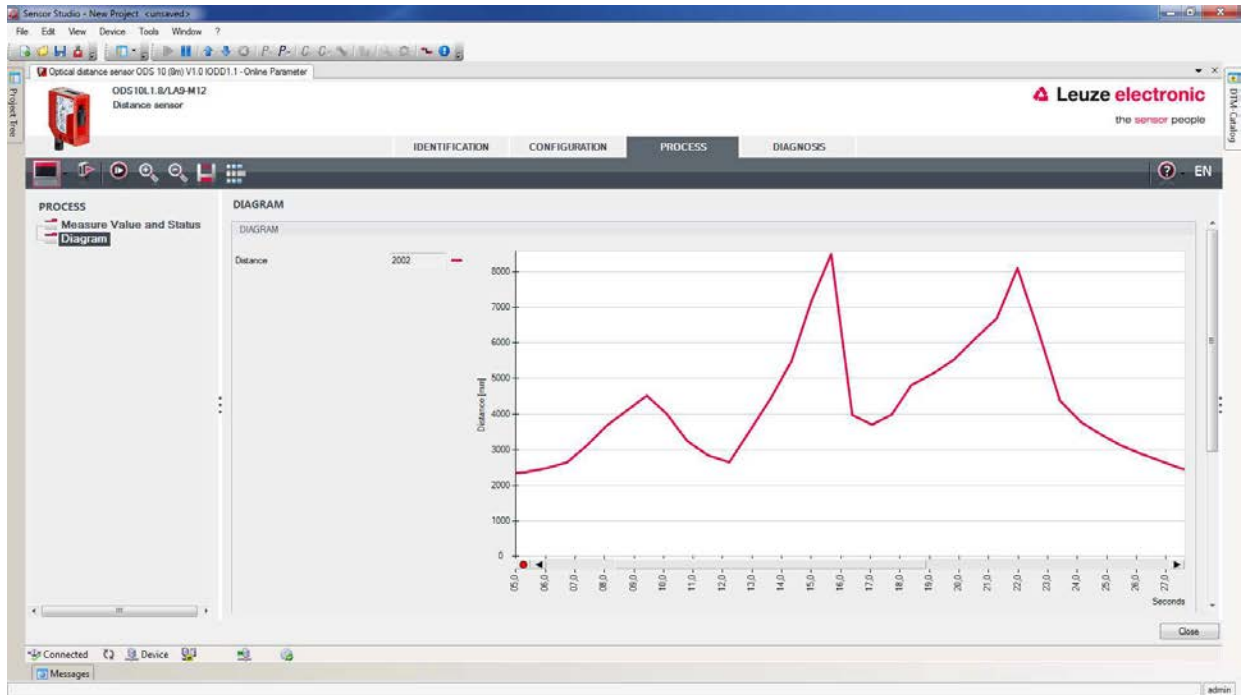 Sensor Studio - New Project <unsaved>
File Edit View Device Tools Window ?
Optical distance sensor ODS 10 (8m) V1.0 IODD1.1 - Online Parameter
Project Tree
DTM-Catalog
ODS10L1.8/LA9-M12
Distance sensor
Leuze electronic
the sensor people
IDENTIFICATION CONFIGURATION PROCESS DIAGNOSIS
EN
PROCESS
Measure Value and Status
Diagram
DIAGRAM
DIAGRAM
Distance 2002
Distance [mm]
8000
7000
6000
5000
4000
3000
2000
1000
0
05,0 06,0 07,0 08,0 09,0 10,0 11,0 12,0 13,0 14,0 15,0 16,0 17,0 18,0 19,0 20,0 21,0 22,0 23,0 24,0 25,0 26,0 27,0
Seconds
Close
Connected Device
Messages
admin